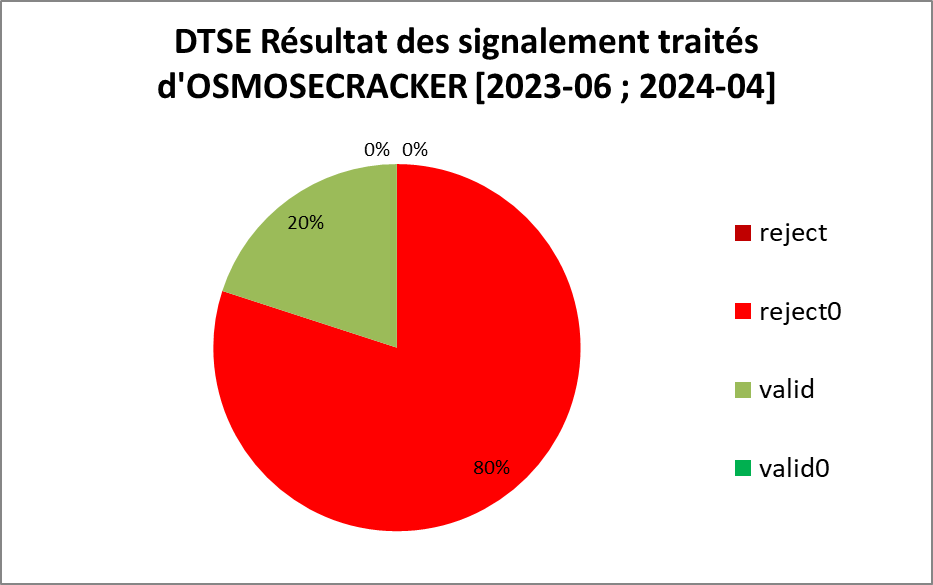 DTSE Résultat des signalement traités
d'OSMOSECRACKER [2023-06 ; 2024-04]
0% 0%
20%
80%
reject
reject0
valid
valid0